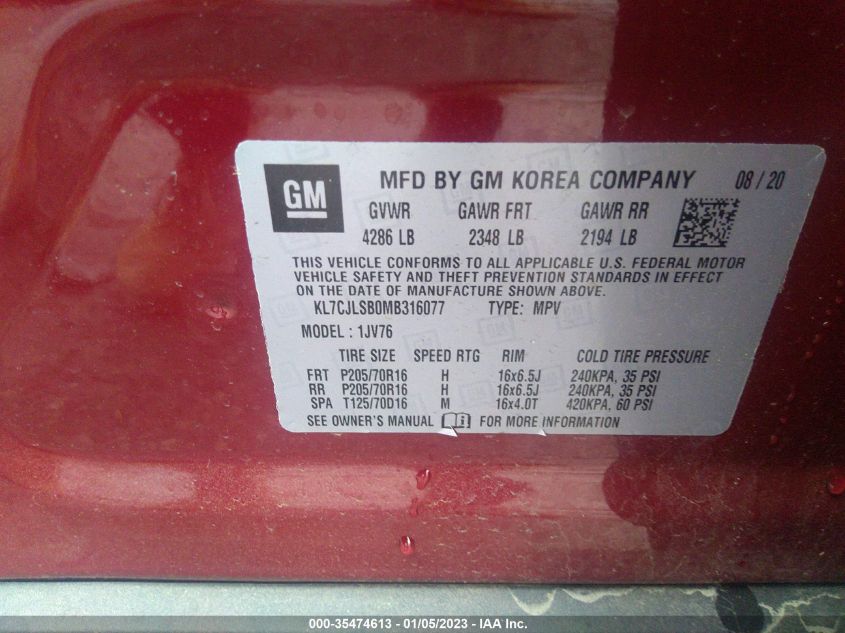 GM MFD BY GM KOREA COMPANY 08 / 20
GVWR GAWR FRT GAWR RR
4286 LB 2348 LB 2194 LB
THIS VEHICLE CONFORMS TO ALL APPLICABLE U.S. FEDERAL MOTOR
VEHICLE SAFETY AND THEFT PREVENTION STANDARDS IN EFFECT
ON THE DATE OF MANUFACTURE SHOWN ABOVE.
KL7CJLSB0MB316077 TYPE: MPV
MODEL : 1JV76
TIRE SIZE SPEED RTG RIM COLD TIRE PRESSURE
FRT P205/70R16 H 16x6.5J 240KPA, 35 PSI
RR P205/70R16 H 16x6.5J 240KPA, 35 PSI
SPA T125/70D16 M 16x4.0T 420KPA, 60 PSI
SEE OWNER'S MANUAL FOR MORE INFORMATION
000-35474613 - 01/05/2023 - IAA Inc.